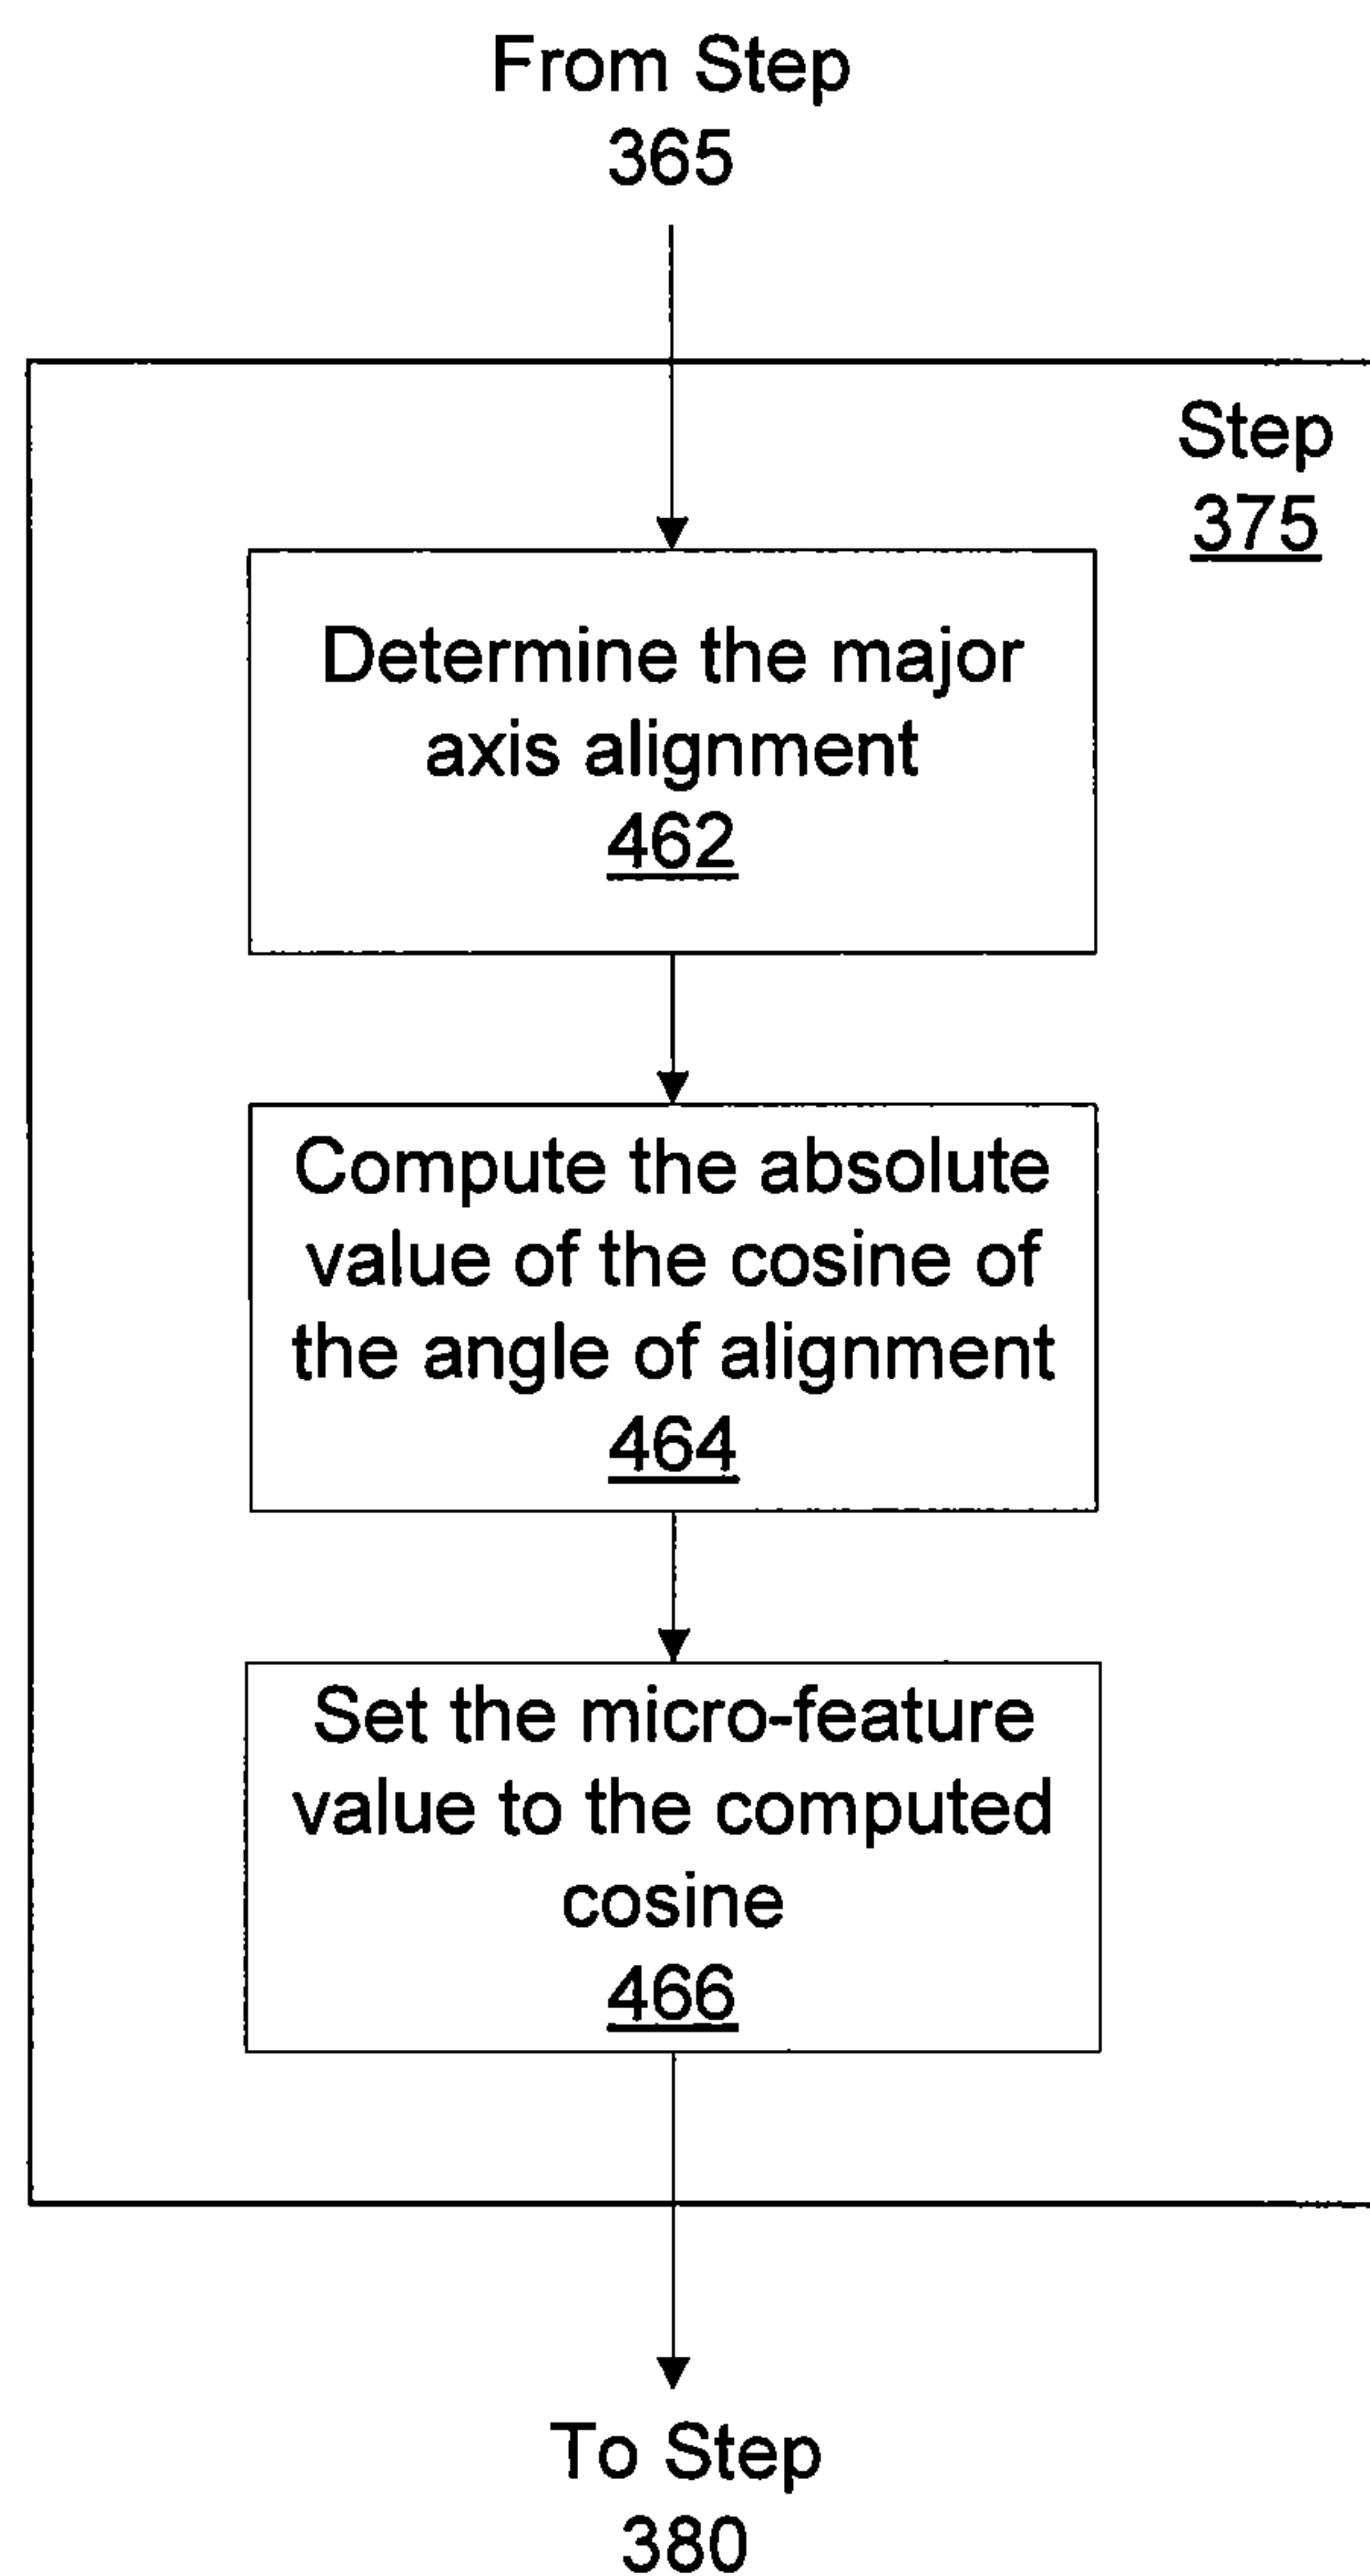 From Step
365
Step
375
Determine the major
axis alignment
462
Compute the absolute
value of the cosine of
the angle of alignment
464
Set the micro-feature
value to the computed
cosine
466
To Step
380